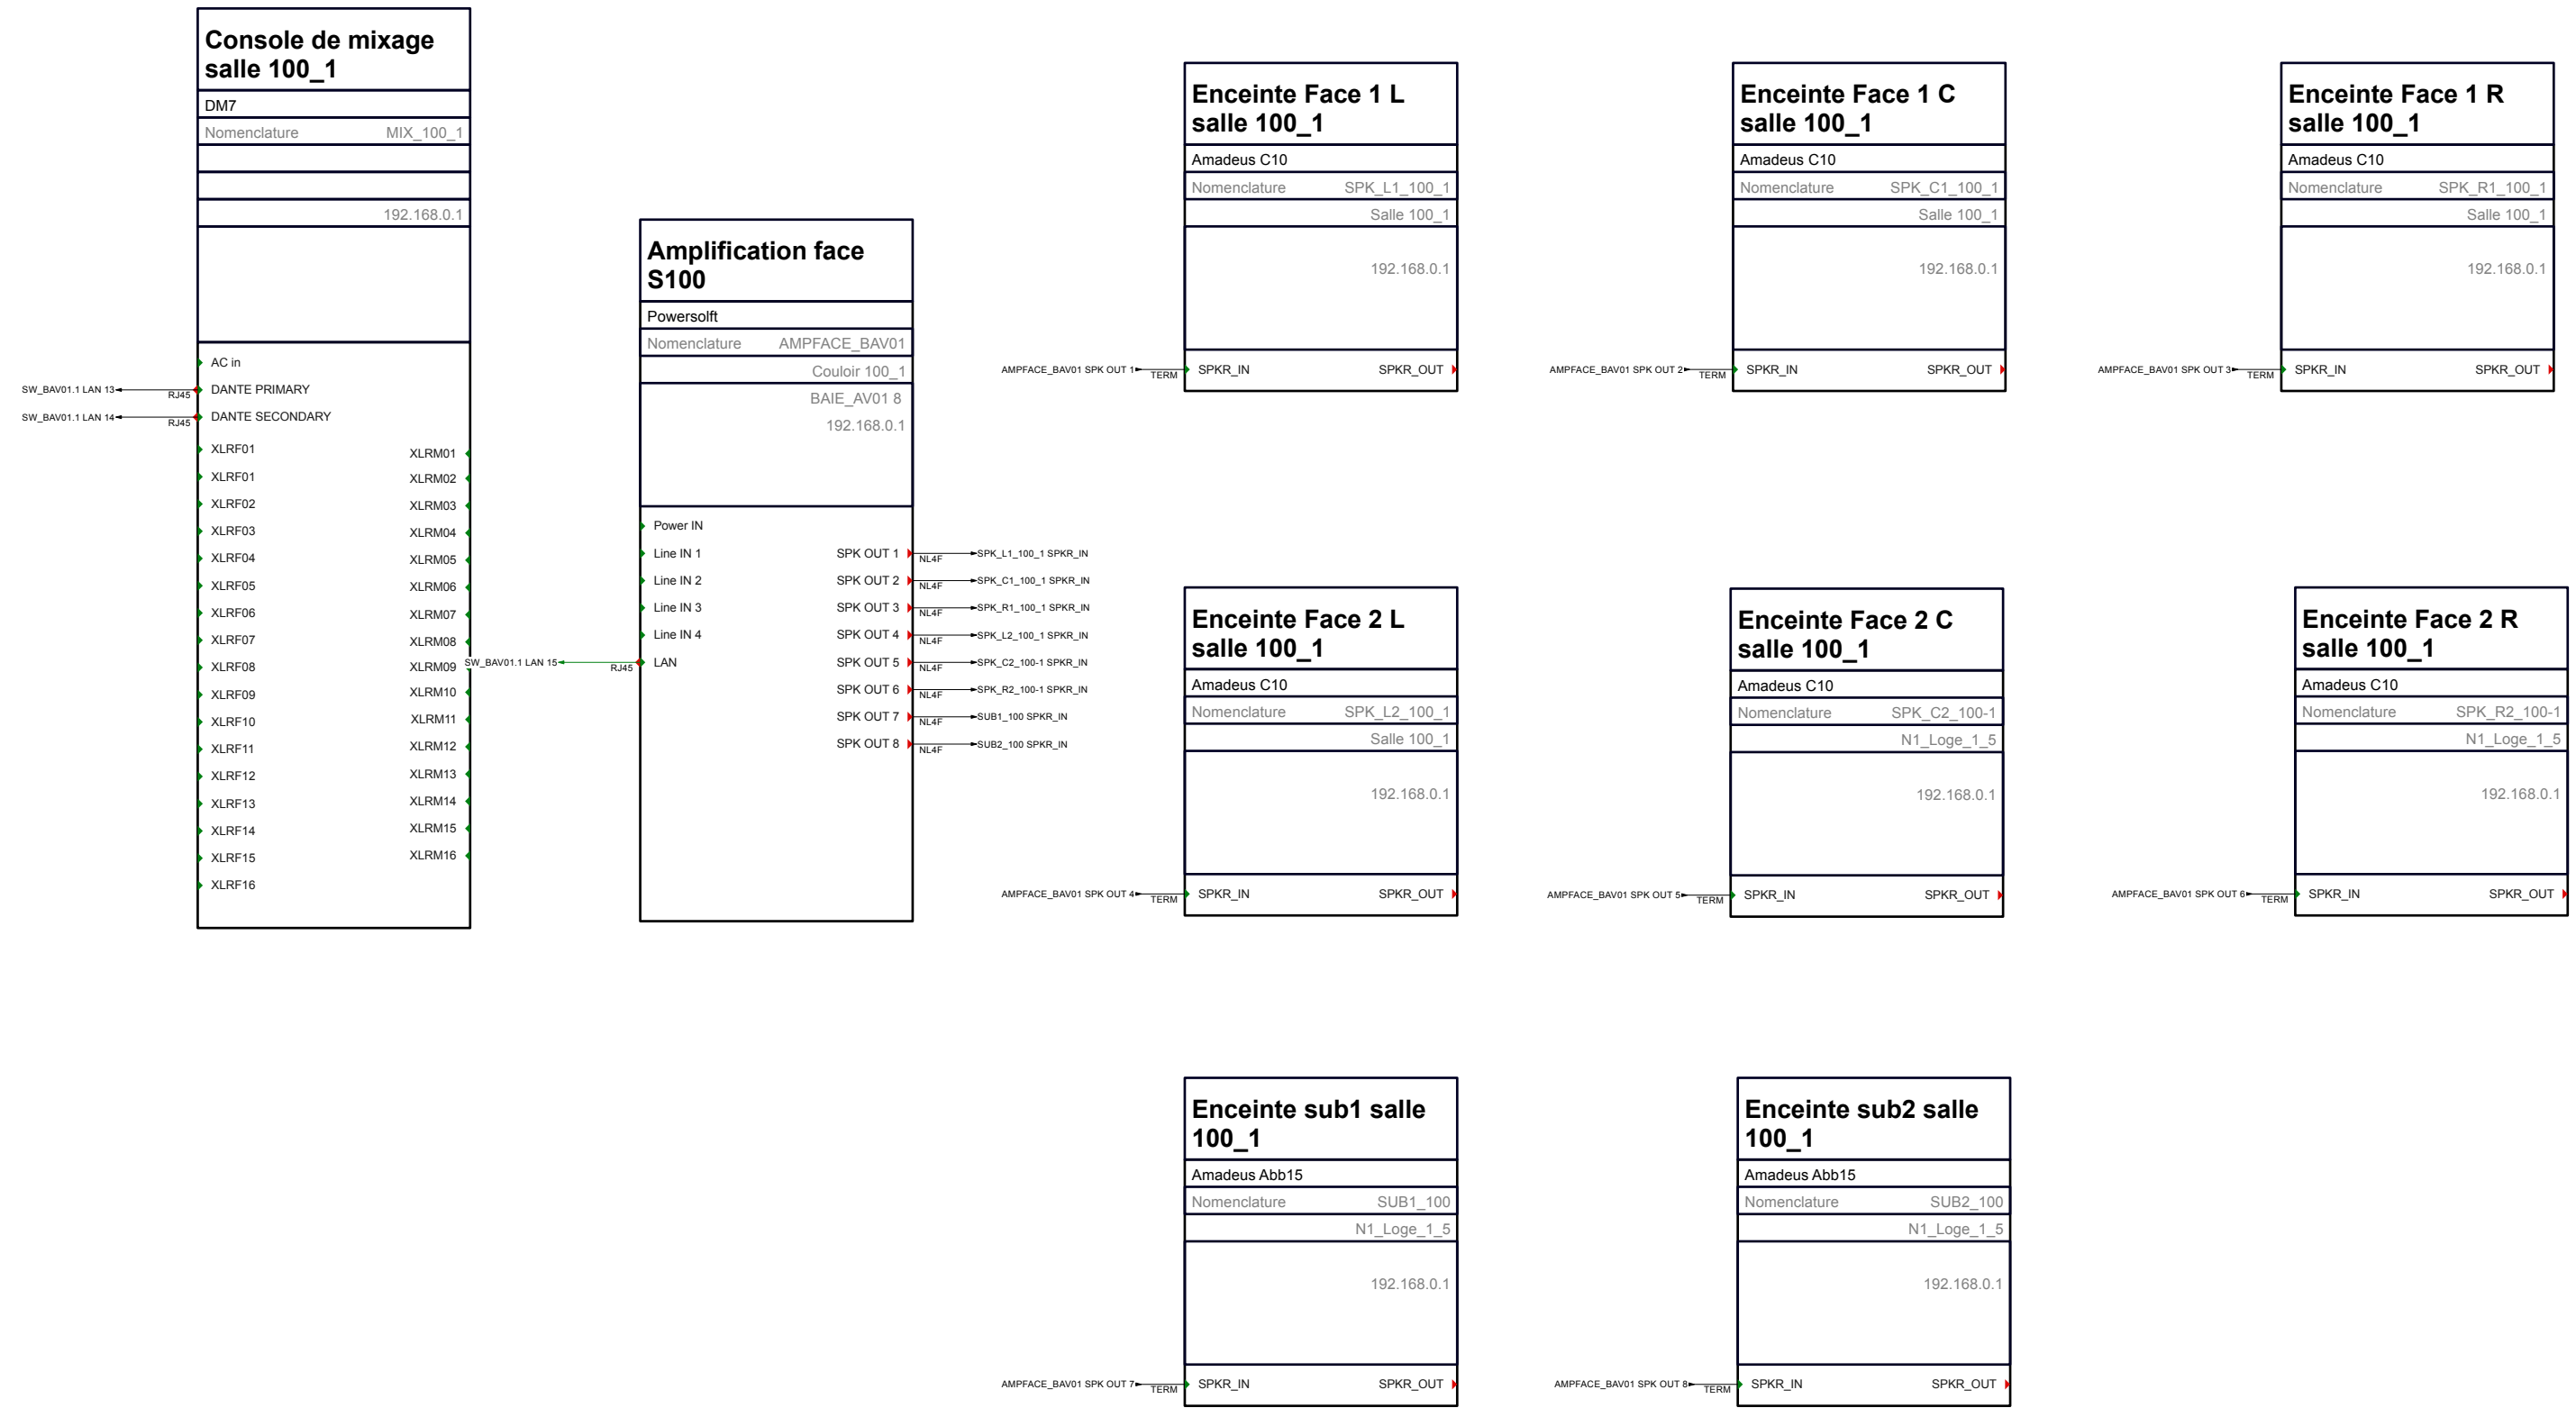 Console de mixage
salle 100_1
DM7
Nomenclature MIX_100_1
192.168.0.1
AC in
SW_BAV01.1 LAN 13 RJ45 DANTE PRIMARY
SW_BAV01.1 LAN 14 RJ45 DANTE SECONDARY
XLRF01 XLRM01
XLRF01 XLRM02
XLRF02 XLRM03
XLRF03 XLRM04
XLRF04 XLRM05
XLRF05 XLRM06
XLRF06 XLRM07
XLRF07 XLRM08
XLRF08 XLRM09
XLRF09 XLRM10
XLRF10 XLRM11
XLRF11 XLRM12
XLRF12 XLRM13
XLRF13 XLRM14
XLRF14 XLRM15
XLRF15 XLRM16
XLRF16
Amplification face
S100
Powersolft
Nomenclature AMPFACE_BAV01
Couloir 100_1
BAIE_AV01 8
192.168.0.1
Power IN
Line IN 1 SPK OUT 1 NL4F SPK_L1_100_1 SPKR_IN
Line IN 2 SPK OUT 2 NL4F SPK_C1_100_1 SPKR_IN
Line IN 3 SPK OUT 3 NL4F SPK_R1_100_1 SPKR_IN
Line IN 4 SPK OUT 4 NL4F SPK_L2_100_1 SPKR_IN
SW_BAV01.1 LAN 15 RJ45 LAN SPK OUT 5 NL4F SPK_C2_100-1 SPKR_IN
SPK OUT 6 NL4F SPK_R2_100-1 SPKR_IN
SPK OUT 7 NL4F SUB1_100 SPKR_IN
SPK OUT 8 NL4F SUB2_100 SPKR_IN
Enceinte Face 1 L
salle 100_1
Amadeus C10
Nomenclature SPK_L1_100_1
Salle 100_1
192.168.0.1
AMPFACE_BAV01 SPK OUT 1 TERM SPKR_IN SPKR_OUT
Enceinte Face 1 C
salle 100_1
Amadeus C10
Nomenclature SPK_C1_100_1
Salle 100_1
192.168.0.1
AMPFACE_BAV01 SPK OUT 2 TERM SPKR_IN SPKR_OUT
Enceinte Face 1 R
salle 100_1
Amadeus C10
Nomenclature SPK_R1_100_1
Salle 100_1
192.168.0.1
AMPFACE_BAV01 SPK OUT 3 TERM SPKR_IN SPKR_OUT
Enceinte Face 2 L
salle 100_1
Amadeus C10
Nomenclature SPK_L2_100_1
Salle 100_1
192.168.0.1
AMPFACE_BAV01 SPK OUT 4 TERM SPKR_IN SPKR_OUT
Enceinte Face 2 C
salle 100_1
Amadeus C10
Nomenclature SPK_C2_100-1
N1_Loge_1_5
192.168.0.1
AMPFACE_BAV01 SPK OUT 5 TERM SPKR_IN SPKR_OUT
Enceinte Face 2 R
salle 100_1
Amadeus C10
Nomenclature SPK_R2_100-1
N1_Loge_1_5
192.168.0.1
AMPFACE_BAV01 SPK OUT 6 TERM SPKR_IN SPKR_OUT
Enceinte sub1 salle
100_1
Amadeus Abb15
Nomenclature SUB1_100
N1_Loge_1_5
192.168.0.1
AMPFACE_BAV01 SPK OUT 7 TERM SPKR_IN SPKR_OUT
Enceinte sub2 salle
100_1
Amadeus Abb15
Nomenclature SUB2_100
N1_Loge_1_5
192.168.0.1
AMPFACE_BAV01 SPK OUT 8 TERM SPKR_IN SPKR_OUT